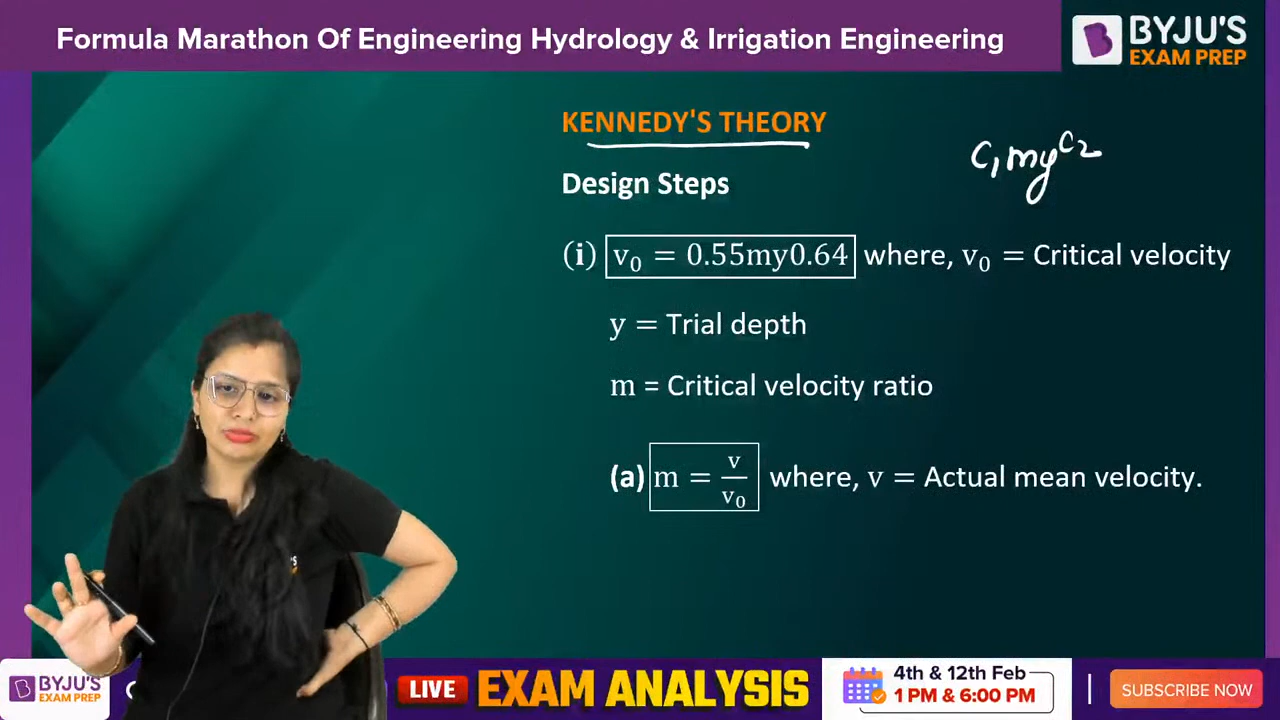 Formula Marathon Of Engineering Hydrology & Irrigation Engineering
BYJU'S
EXAM PREP
KENNEDY'S THEORY
C₁my^C₂
Design Steps
(i) v₀ = 0.55my0.64 where, v₀ = Critical velocity
y = Trial depth
m = Critical velocity ratio
(a) m = v/v₀ where, v = Actual mean velocity.
BYJU'S
EXAM PREP
LIVE EXAM ANALYSIS
4th & 12th Feb
1 PM & 6:00 PM
SUBSCRIBE NOW